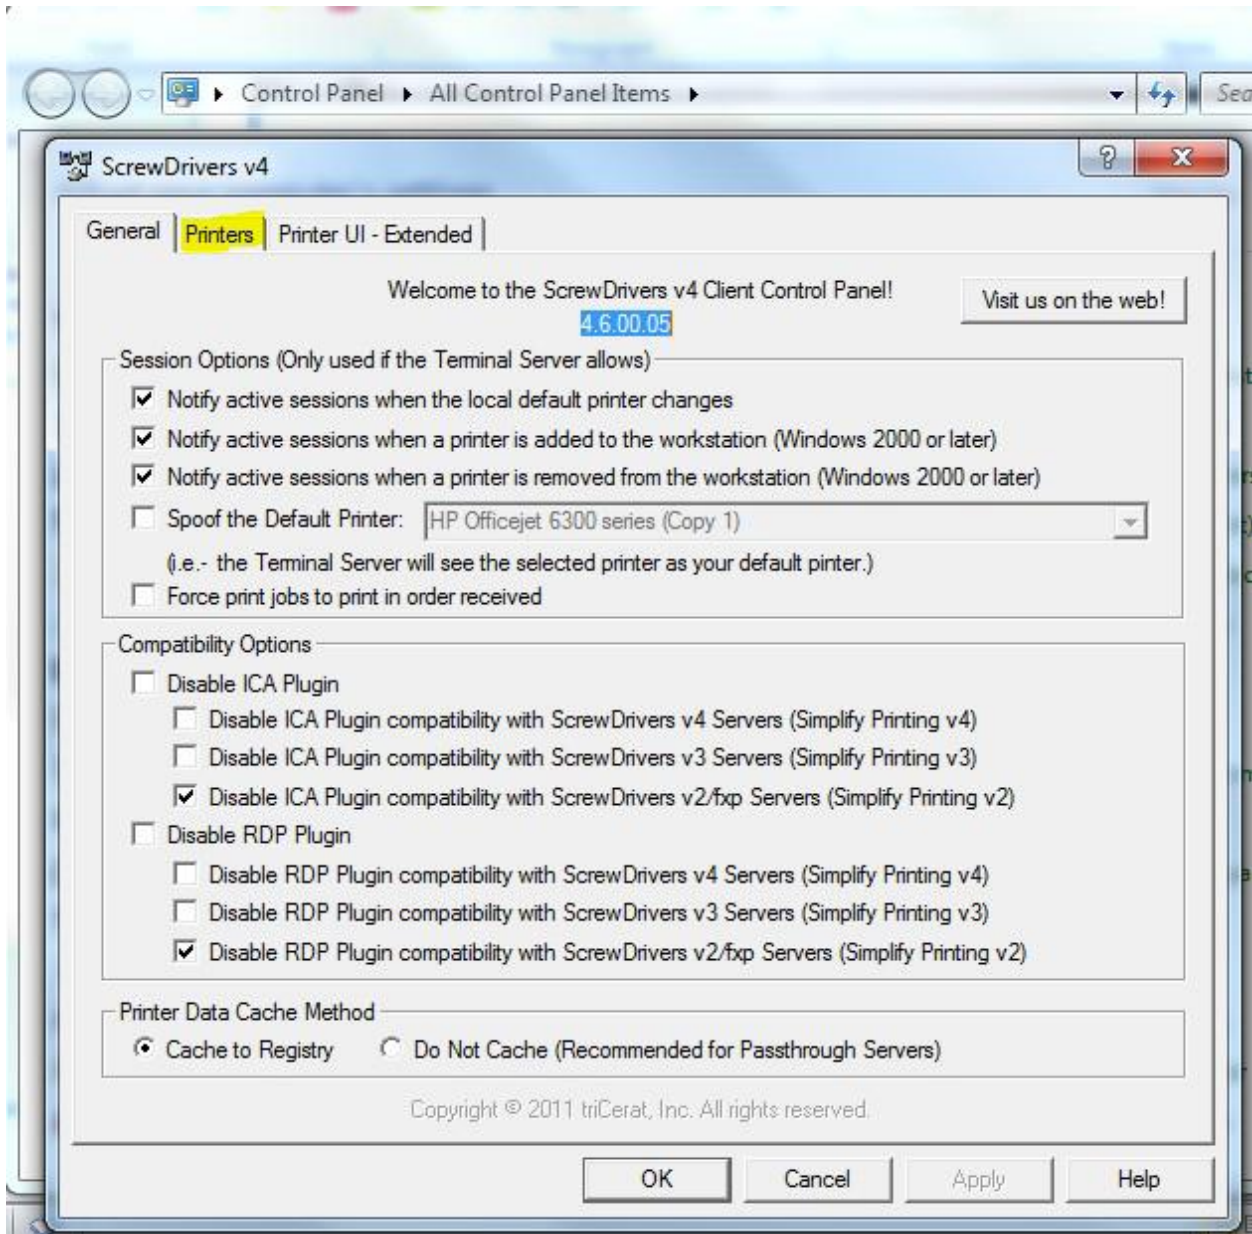 Control Panel ▸ All Control Panel Items ▸ Sea
ScrewDrivers v4
General Printers Printer UI - Extended
Welcome to the ScrewDrivers v4 Client Control Panel!
Visit us on the web!
4.6.00.05
Session Options (Only used if the Terminal Server allows)
Notify active sessions when the local default printer changes
Notify active sessions when a printer is added to the workstation (Windows 2000 or later)
Notify active sessions when a printer is removed from the workstation (Windows 2000 or later)
Spoof the Default Printer: HP Officejet 6300 series (Copy 1)
(i.e.- the Terminal Server will see the selected printer as your default pinter.)
Force print jobs to print in order received
Compatibility Options
Disable ICA Plugin
Disable ICA Plugin compatibility with ScrewDrivers v4 Servers (Simplify Printing v4)
Disable ICA Plugin compatibility with ScrewDrivers v3 Servers (Simplify Printing v3)
Disable ICA Plugin compatibility with ScrewDrivers v2/fxp Servers (Simplify Printing v2)
Disable RDP Plugin
Disable RDP Plugin compatibility with ScrewDrivers v4 Servers (Simplify Printing v4)
Disable RDP Plugin compatibility with ScrewDrivers v3 Servers (Simplify Printing v3)
Disable RDP Plugin compatibility with ScrewDrivers v2/fxp Servers (Simplify Printing v2)
Printer Data Cache Method
Cache to Registry Do Not Cache (Recommended for Passthrough Servers)
Copyright © 2011 triCerat, Inc. All rights reserved.
OK Cancel Apply Help